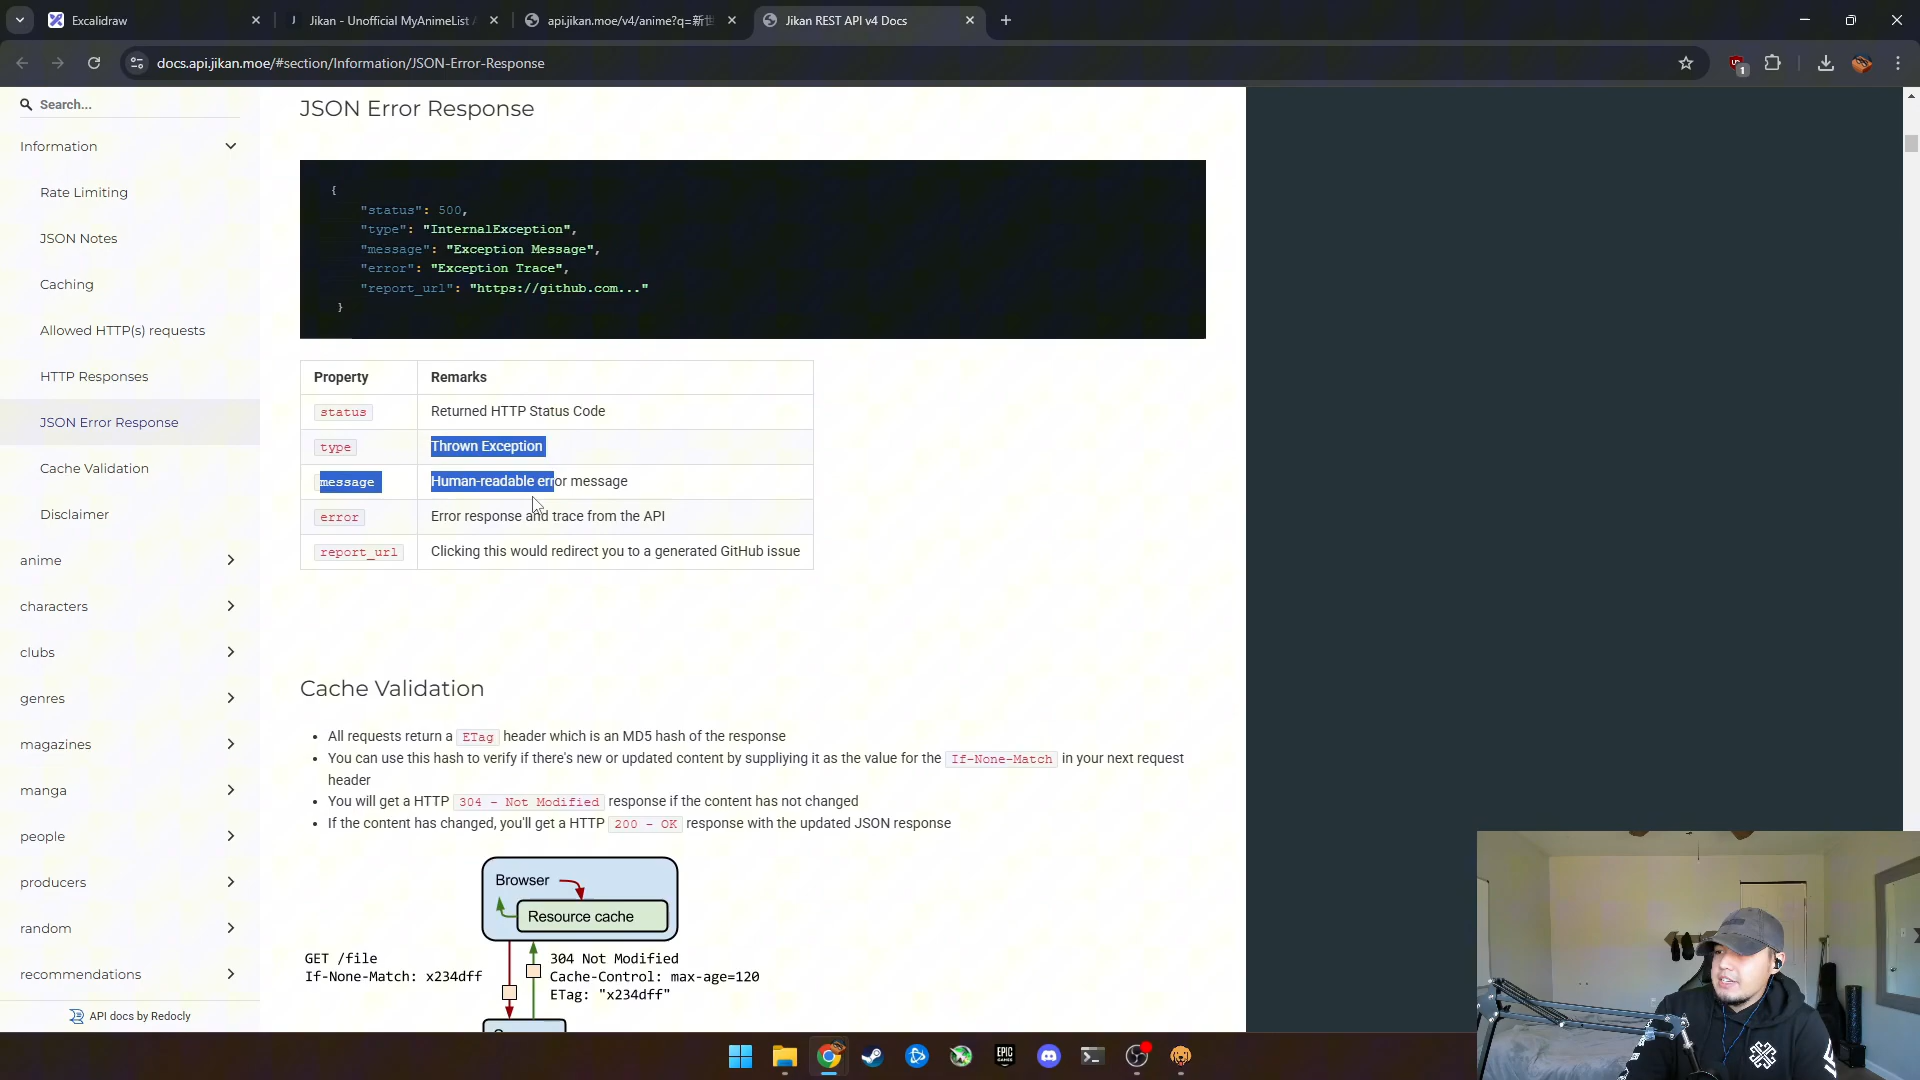 Excalidraw
Jikan - Unofficial MyAnimeList
api.jikan.moe/v4/anime?q=新世
Jikan REST API v4 Docs
docs.api.jikan.moe/#section/Information/JSON-Error-Response
1
Search...
Information
Rate Limiting
JSON Notes
Caching
Allowed HTTP(s) requests
HTTP Responses
JSON Error Response
Cache Validation
Disclaimer
anime
characters
clubs
genres
magazines
manga
people
producers
random
recommendations
API docs by Redocly
JSON Error Response
{
"status": 500,
"type": "InternalException",
"message": "Exception Message",
"error": "Exception Trace",
"report_url": "https://github.com..."
}
Property Remarks
status Returned HTTP Status Code
type Thrown Exception
message Human-readable error message
error Error response and trace from the API
report_url Clicking this would redirect you to a generated GitHub issue
Cache Validation
• All requests return a ETag header which is an MD5 hash of the response
• You can use this hash to verify if there's new or updated content by suppliying it as the value for the If-None-Match in your next request
header
• You will get a HTTP 304 - Not Modified response if the content has not changed
• If the content has changed, you'll get a HTTP 200 - OK response with the updated JSON response
Browser
Resource cache
GET /file
If-None-Match: x234dff
304 Not Modified
Cache-Control: max-age=120
ETag: "x234dff"
EPIC
GAMES